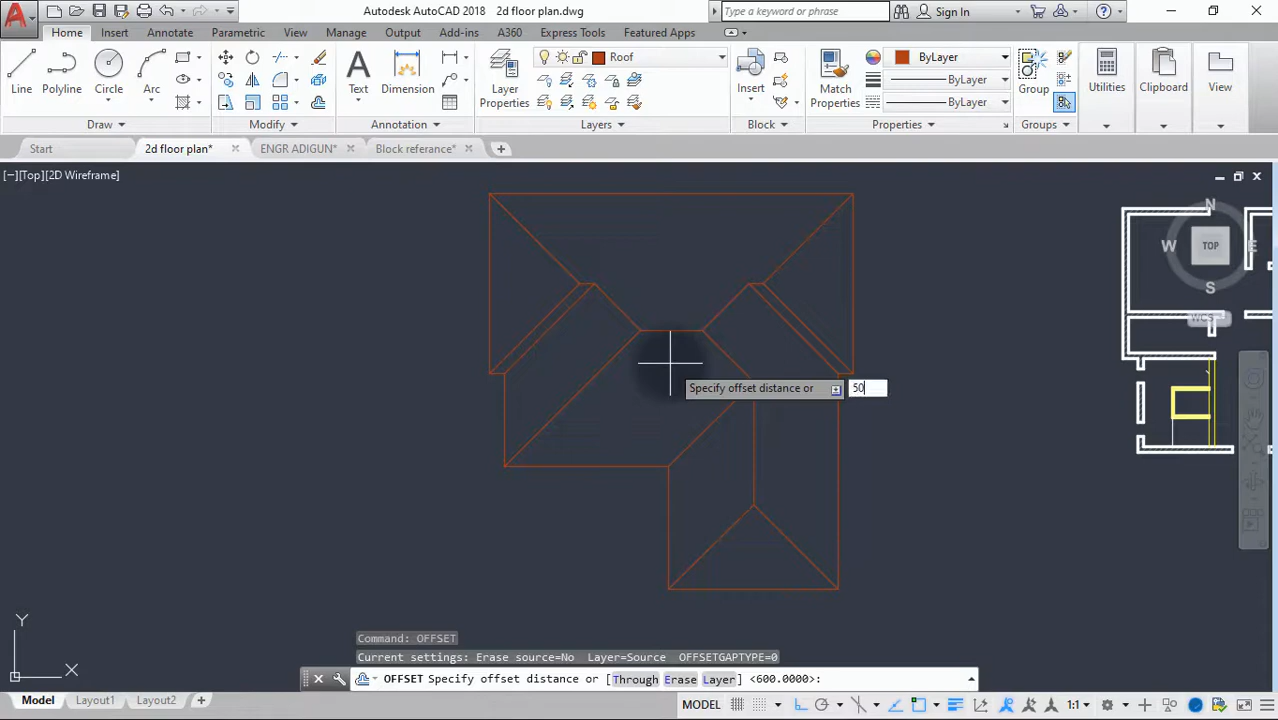 Autodesk AutoCAD 2018 2d floor plan.dwg
Type a keyword or phrase
Sign In
Home Insert Annotate Parametric View Manage Output Add-ins A360 Express Tools Featured Apps
Line Polyline Circle Arc
Draw
Modify
Text Dimension
Annotation
Layer Properties
Roof
Layers
Insert
Block
Match Properties
ByLayer
ByLayer
ByLayer
Properties
Group
Groups
Utilities
Clipboard
View
Start 2d floor plan* ENGR ADIGUN* Block referance*
[−][Top][2D Wireframe]
N
W TOP E
S
WCS
Specify offset distance or 50
Y
X
Command: OFFSET
Current settings: Erase source=No Layer=Source OFFSETGAPTYPE=0
OFFSET Specify offset distance or [Through Erase Layer] <600.0000>:
Model Layout1 Layout2
MODEL 1:1